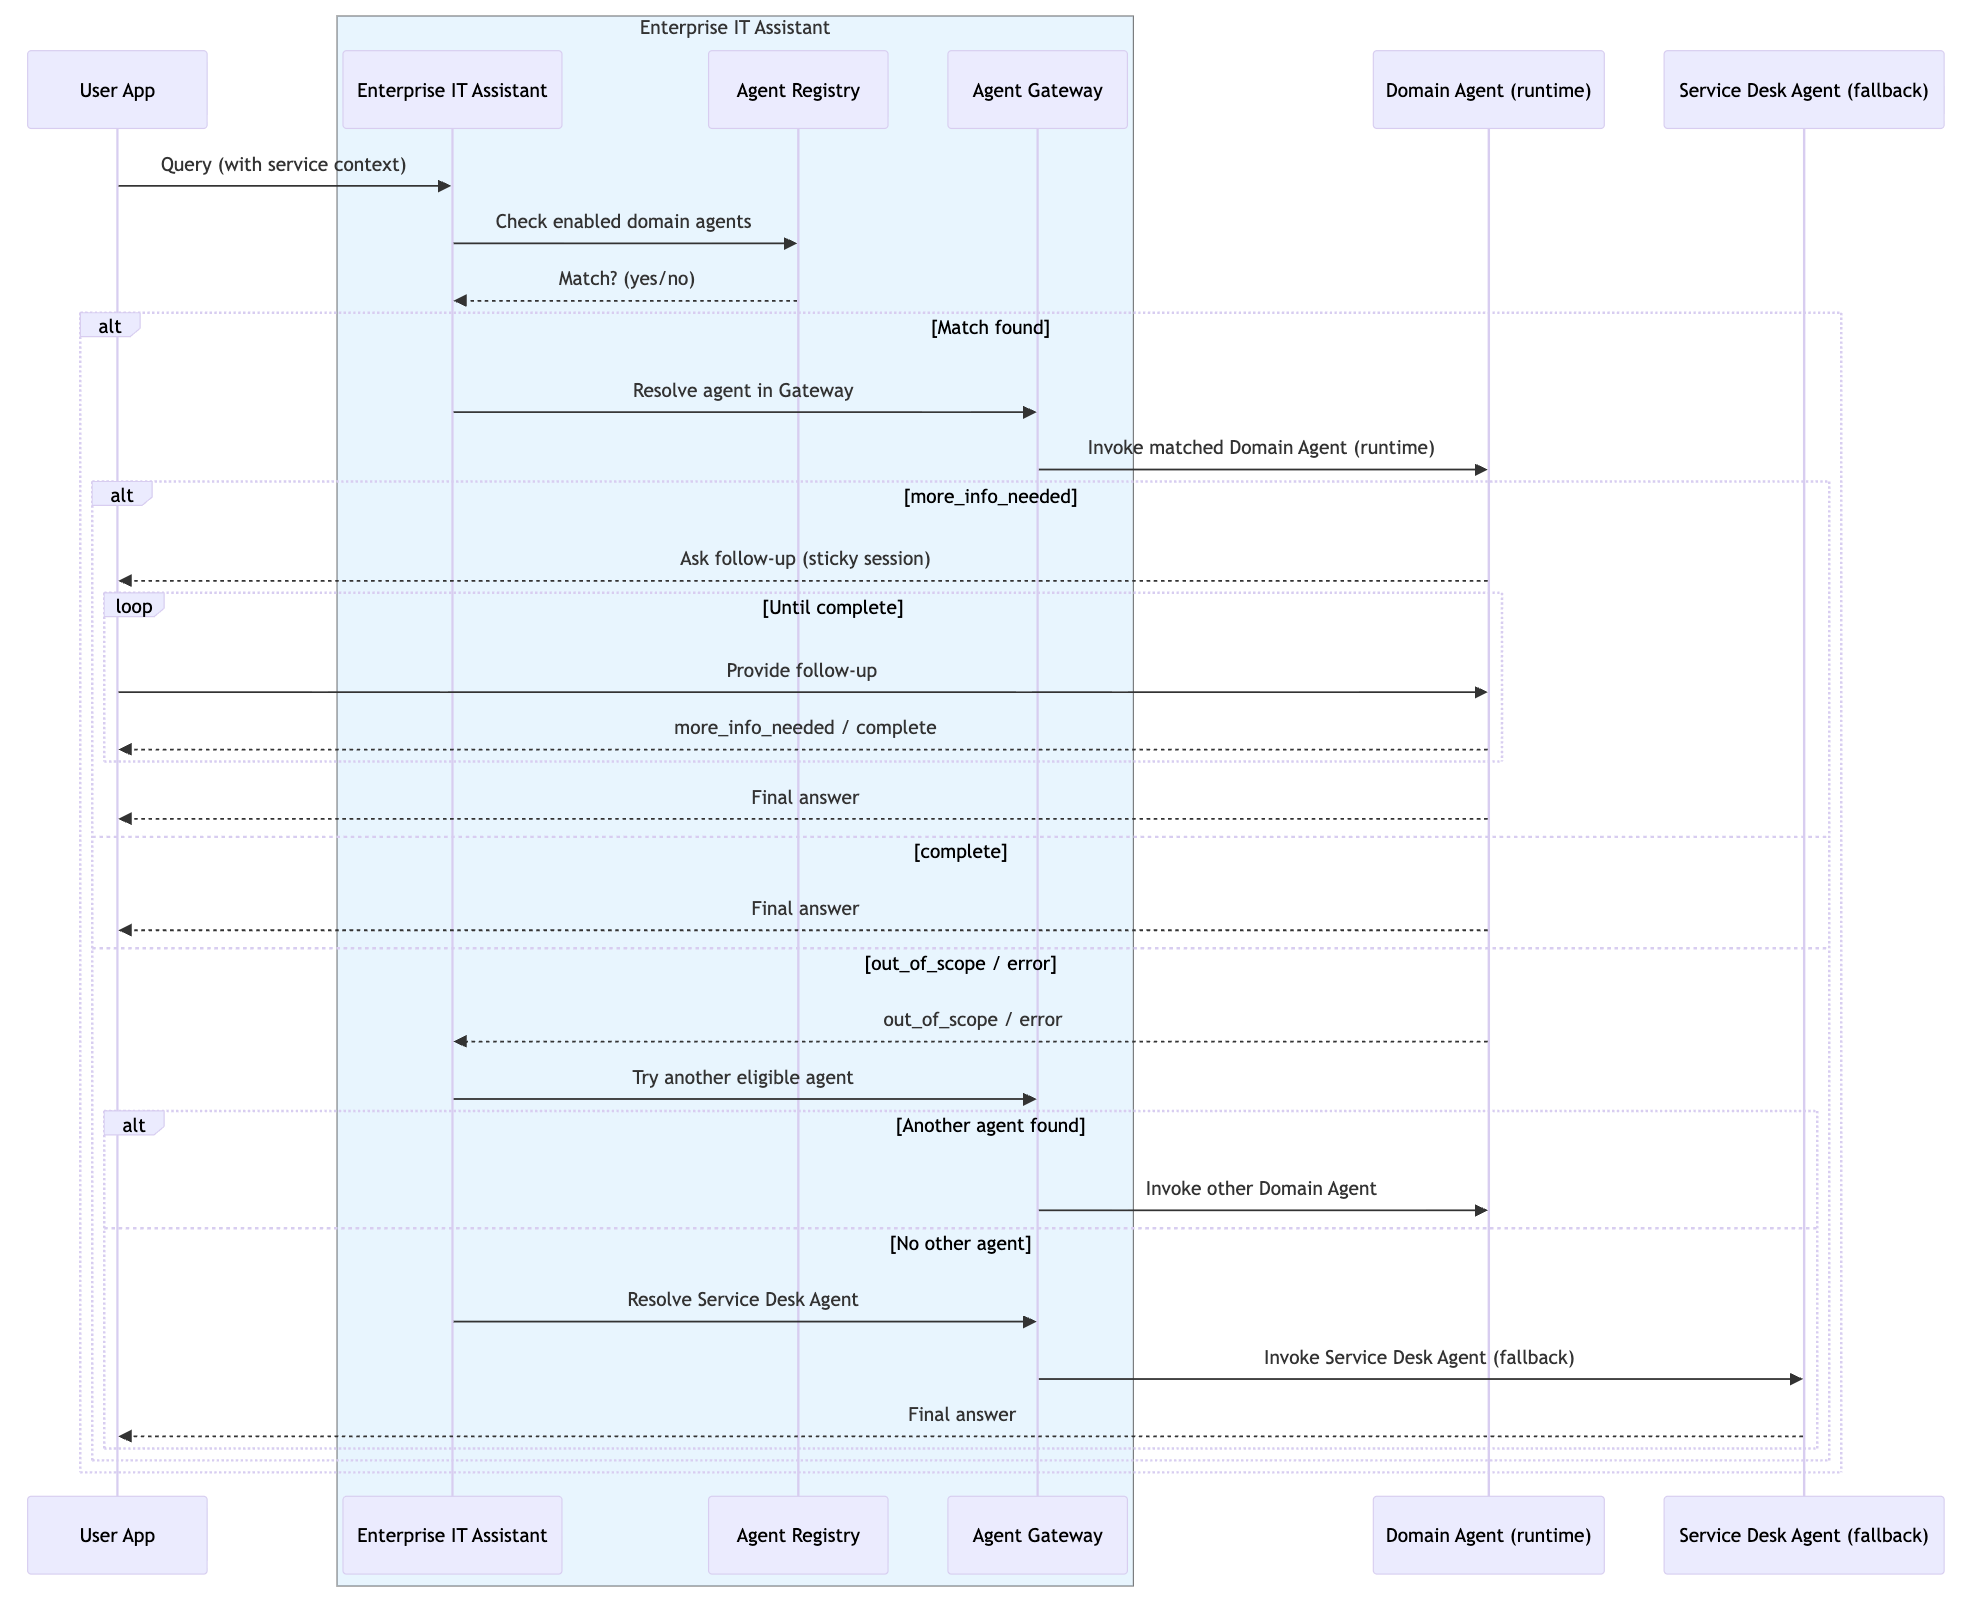 Enterprise IT Assistant
User App
Enterprise IT Assistant
Agent Registry
Agent Gateway
Domain Agent (runtime)
Service Desk Agent (fallback)
Query (with service context)
Check enabled domain agents
Match? (yes/no)
alt
[Match found]
Resolve agent in Gateway
Invoke matched Domain Agent (runtime)
alt
[more_info_needed]
Ask follow-up (sticky session)
loop
[Until complete]
Provide follow-up
more_info_needed / complete
Final answer
[complete]
Final answer
[out_of_scope / error]
out_of_scope / error
Try another eligible agent
alt
[Another agent found]
Invoke other Domain Agent
[No other agent]
Resolve Service Desk Agent
Invoke Service Desk Agent (fallback)
Final answer
User App
Enterprise IT Assistant
Agent Registry
Agent Gateway
Domain Agent (runtime)
Service Desk Agent (fallback)